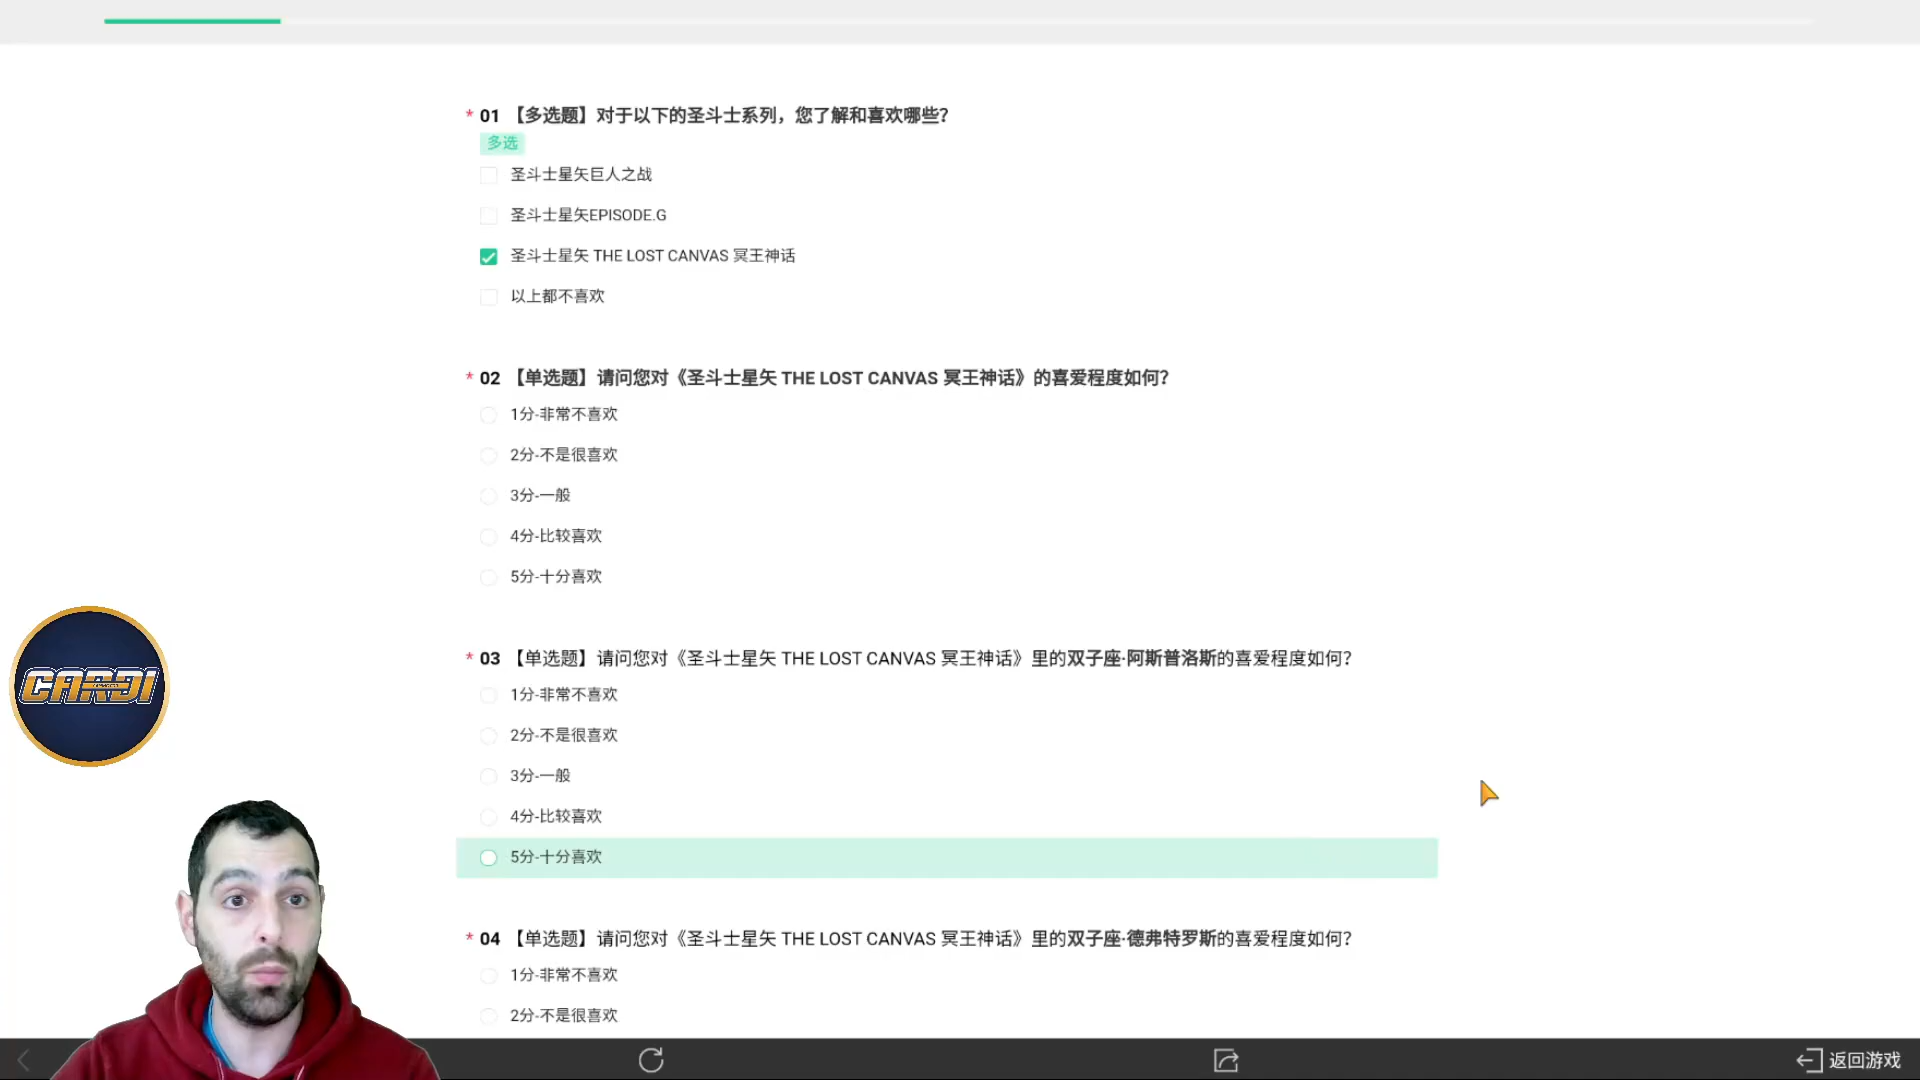 * 01 【多选题】对于以下的圣斗士系列，您了解和喜欢哪些？
多选
圣斗士星矢巨人之战
圣斗士星矢EPISODE.G
圣斗士星矢 THE LOST CANVAS 冥王神话
以上都不喜欢
* 02 【单选题】请问您对《圣斗士星矢 THE LOST CANVAS 冥王神话》的喜爱程度如何？
1分-非常不喜欢
2分-不是很喜欢
3分-一般
4分-比较喜欢
5分-十分喜欢
* 03 【单选题】请问您对《圣斗士星矢 THE LOST CANVAS 冥王神话》里的双子座·阿斯普洛斯的喜爱程度如何？
1分-非常不喜欢
2分-不是很喜欢
3分-一般
4分-比较喜欢
5分-十分喜欢
* 04 【单选题】请问您对《圣斗士星矢 THE LOST CANVAS 冥王神话》里的双子座·德弗特罗斯的喜爱程度如何？
1分-非常不喜欢
2分-不是很喜欢
CARDI
返回游戏